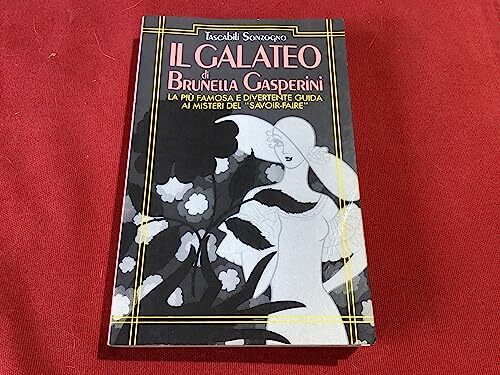 Tascabili Sonzogno
IL GALATEO
di
BRUNELLA GASPERINI
LA PIÙ FAMOSA E DIVERTENTE GUIDA
AI MISTERI DEL "SAVOIR-FAIRE"